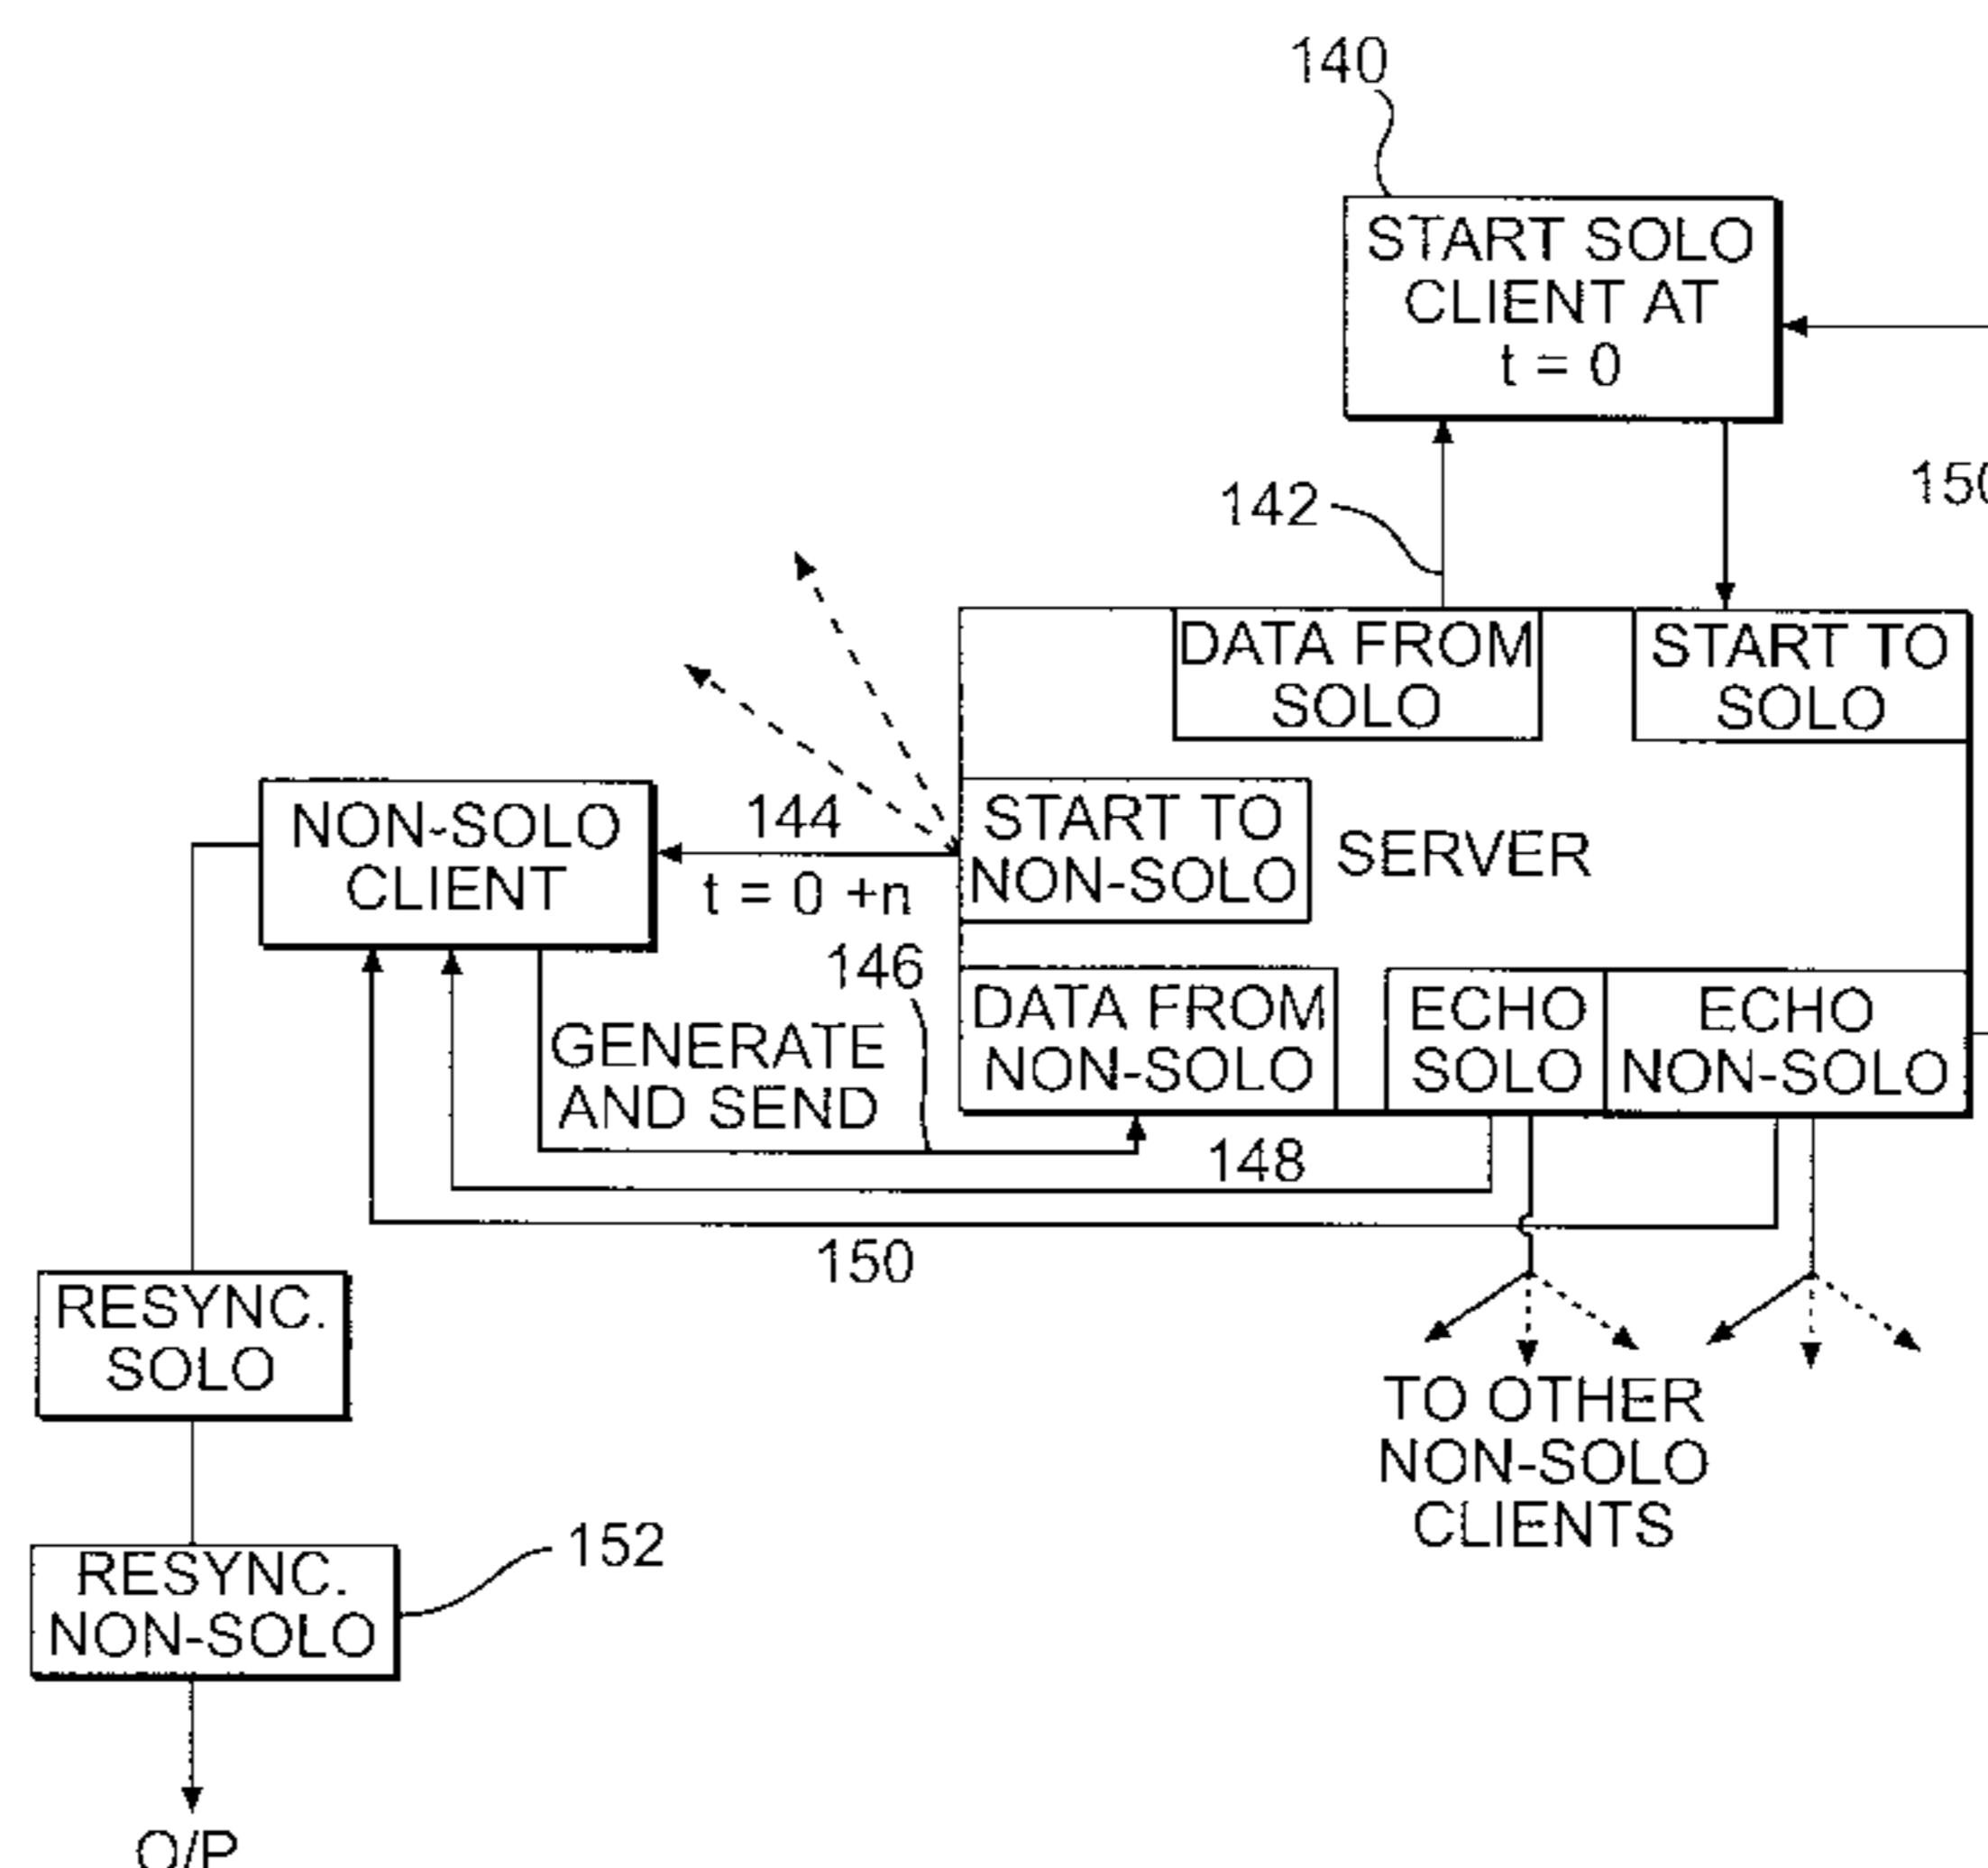 140
START SOLO
CLIENT AT
t = 0
142
150
DATA FROM
SOLO
START TO
SOLO
NON-SOLO
CLIENT
144
t = 0 +n
START TO
NON-SOLO
SERVER
146
GENERATE
AND SEND
DATA FROM
NON-SOLO
ECHO
SOLO
ECHO
NON-SOLO
148
150
RESYNC.
SOLO
TO OTHER
NON-SOLO
CLIENTS
RESYNC.
NON-SOLO
152
O/P